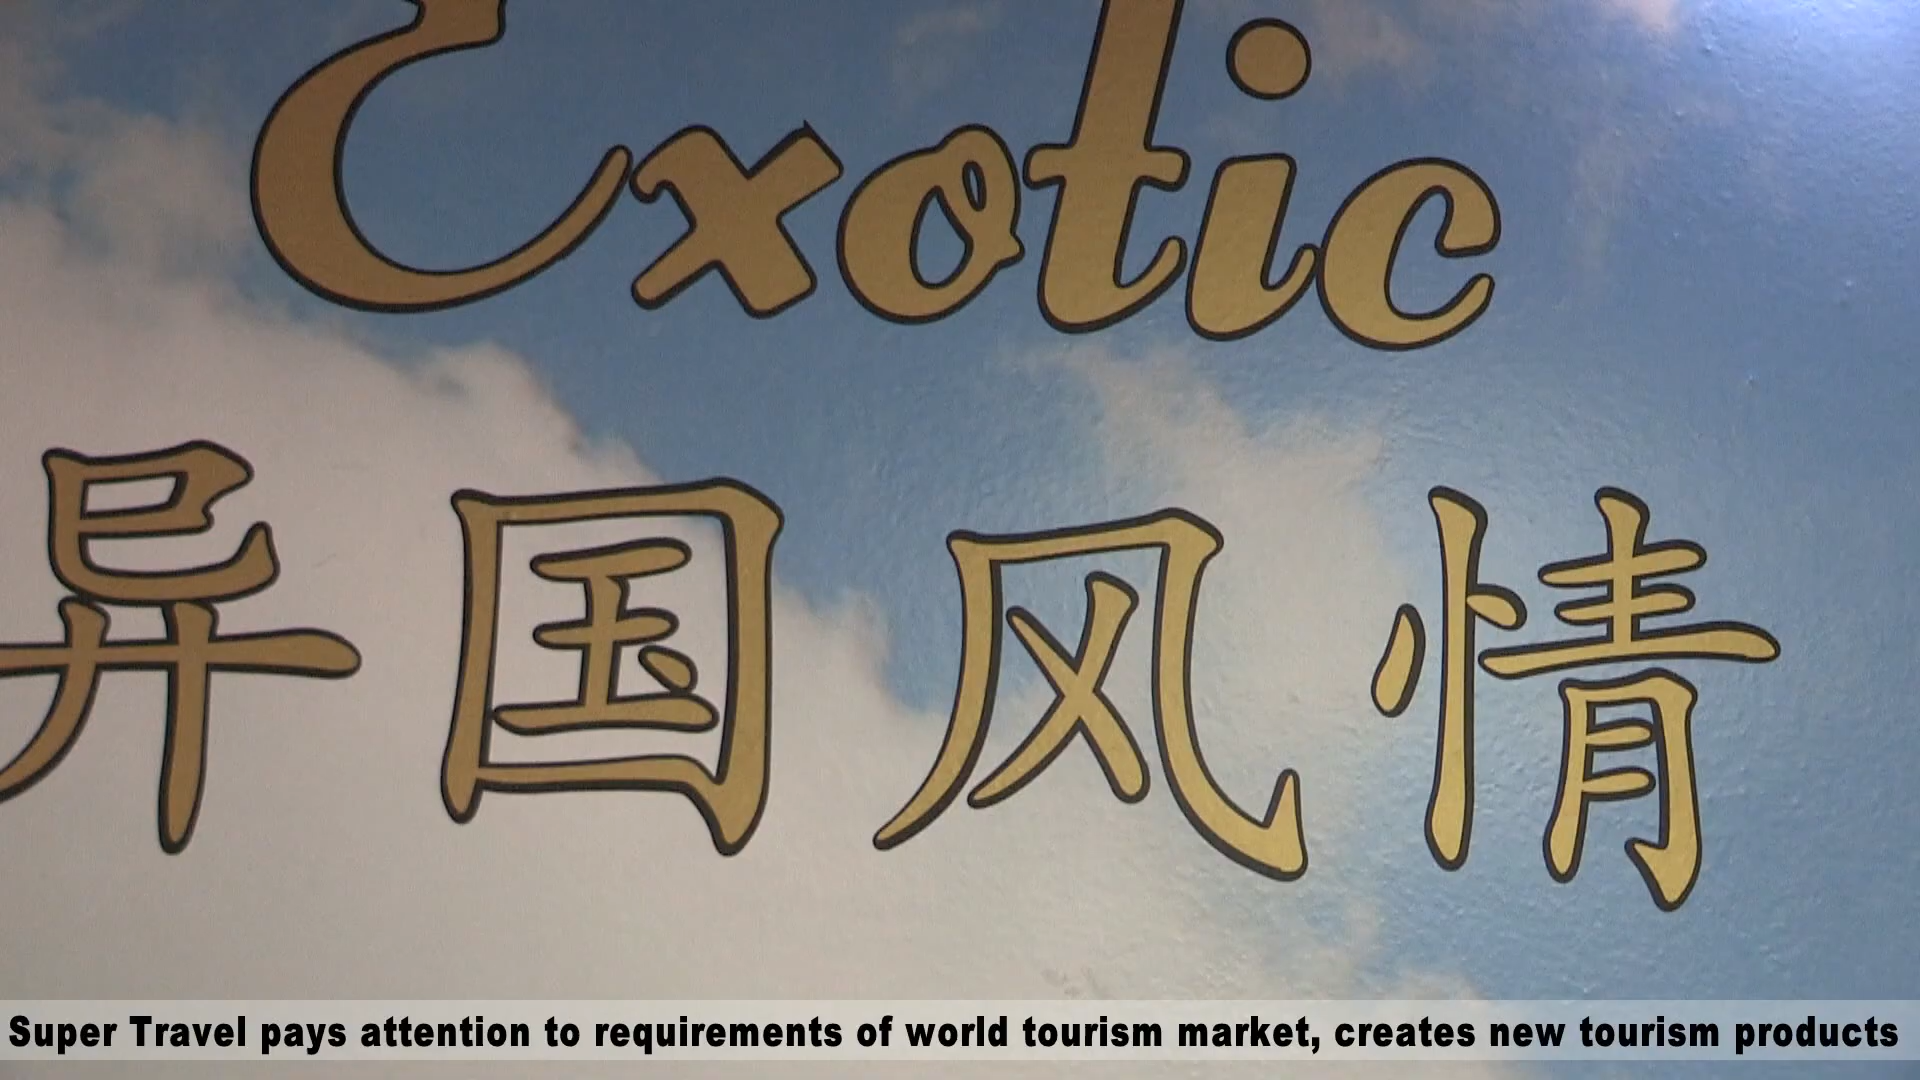 Exotic
异国风情
Super Travel pays attention to requirements of world tourism market, creates new tourism products